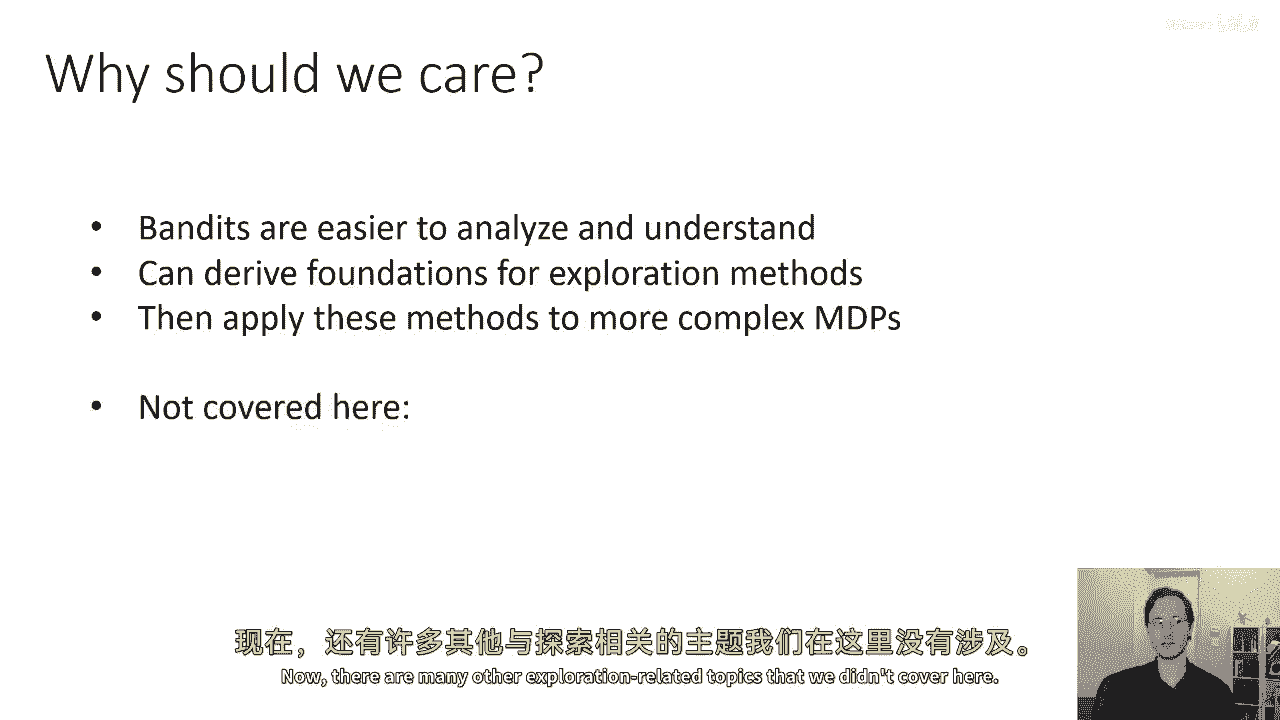 Why should we care?
• Bandits are easier to analyze and understand
• Can derive foundations for exploration methods
• Then apply these methods to more complex MDPs
• Not covered here:
现在，还有许多其他与探索相关的主题我们在这里没有涉及。
Now, there are many other exploration-related topics that we didn't cover here.